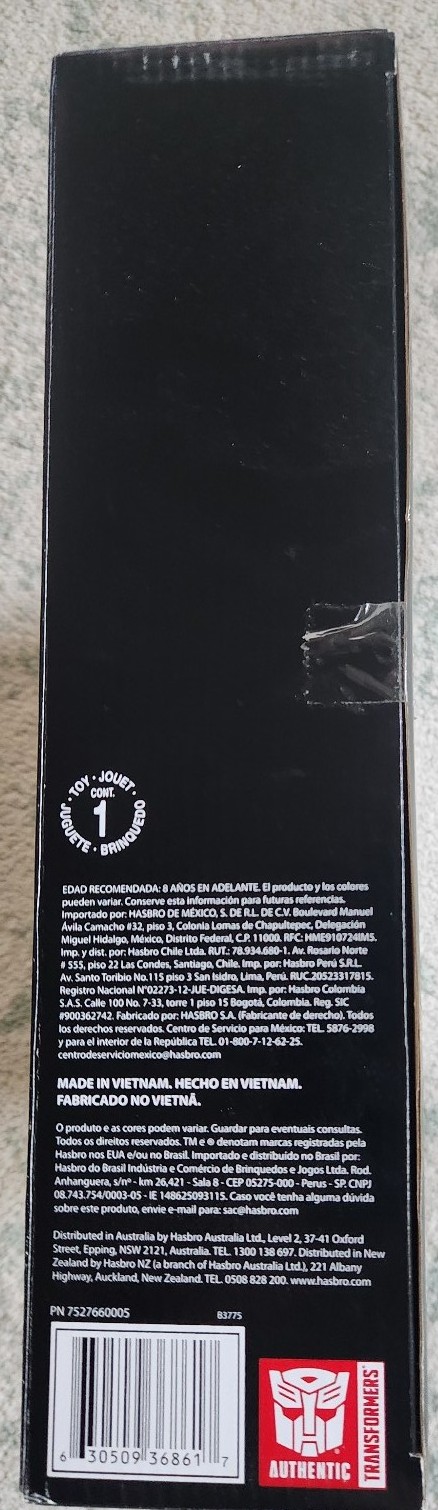 TOY · JOUET ·
CONT.
1
JUGUETE · BRINQUEDO
EDAD RECOMENDADA: 8 AÑOS EN ADELANTE. El producto y los colores
pueden variar. Conserve esta información para futuras referencias.
Importado por: HASBRO DE MÉXICO, S. DE R.L. DE C.V. Boulevard Manuel
Ávila Camacho #32, piso 3, Colonia Lomas de Chapultepec, Delegación
Miguel Hidalgo, México, Distrito Federal, C.P. 11000. RFC: HME910724IM5.
Imp. y dist. por: Hasbro Chile Ltda. RUT.: 78.934.680-1. Av. Rosario Norte
# 555, piso 22 Las Condes, Santiago, Chile. Imp. por: Hasbro Perú S.R.L.
Av. Santo Toribio No.115 piso 3 San Isidro, Lima, Perú. RUC.20523317815.
Registro Nacional N°02273-12-JUE-DIGESA. Imp. por: Hasbro Colombia
S.A.S. Calle 100 No. 7-33, torre 1 piso 15 Bogotá, Colombia. Reg. SIC
#900362742. Fabricado por: HASBRO S.A. (Fabricante de derecho). Todos
los derechos reservados. Centro de Servicio para México: TEL. 5876-2998
y para el interior de la República TEL. 01-800-7-12-62-25.
centrodeserviciomexico@hasbro.com
MADE IN VIETNAM. HECHO EN VIETNAM.
FABRICADO NO VIETNÃ.
O produto e as cores podem variar. Guardar para eventuais consultas.
Todos os direitos reservados. TM e ® denotam marcas registradas pela
Hasbro nos EUA e/ou no Brasil. Importado e distribuído no Brasil por:
Hasbro do Brasil Indústria e Comércio de Brinquedos e Jogos Ltda. Rod.
Anhanguera, s/nº - km 26,421 - Sala 8 - CEP 05275-000 - Perus - SP. CNPJ
08.743.754/0003-05 - IE 148625093115. Caso você tenha alguma dúvida
sobre este produto, envie e-mail para: sac@hasbro.com
Distributed in Australia by Hasbro Australia Ltd., Level 2, 37-41 Oxford
Street, Epping, NSW 2121, Australia. TEL. 1300 138 697. Distributed in New
Zealand by Hasbro NZ (a branch of Hasbro Australia Ltd.), 221 Albany
Highway, Auckland, New Zealand. TEL. 0508 828 200. www.hasbro.com
PN 7527660005 B3775
6 30509 36861 7
AUTHENTIC
TRANSFORMERS